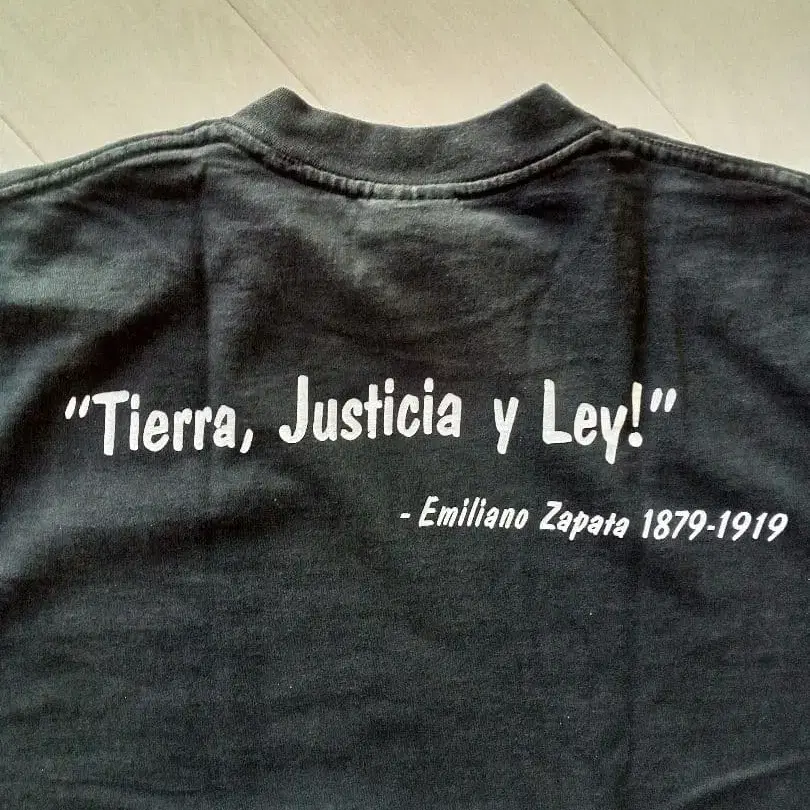 “Tierra, Justicia y Ley!”
- Emiliano Zapata 1879-1919